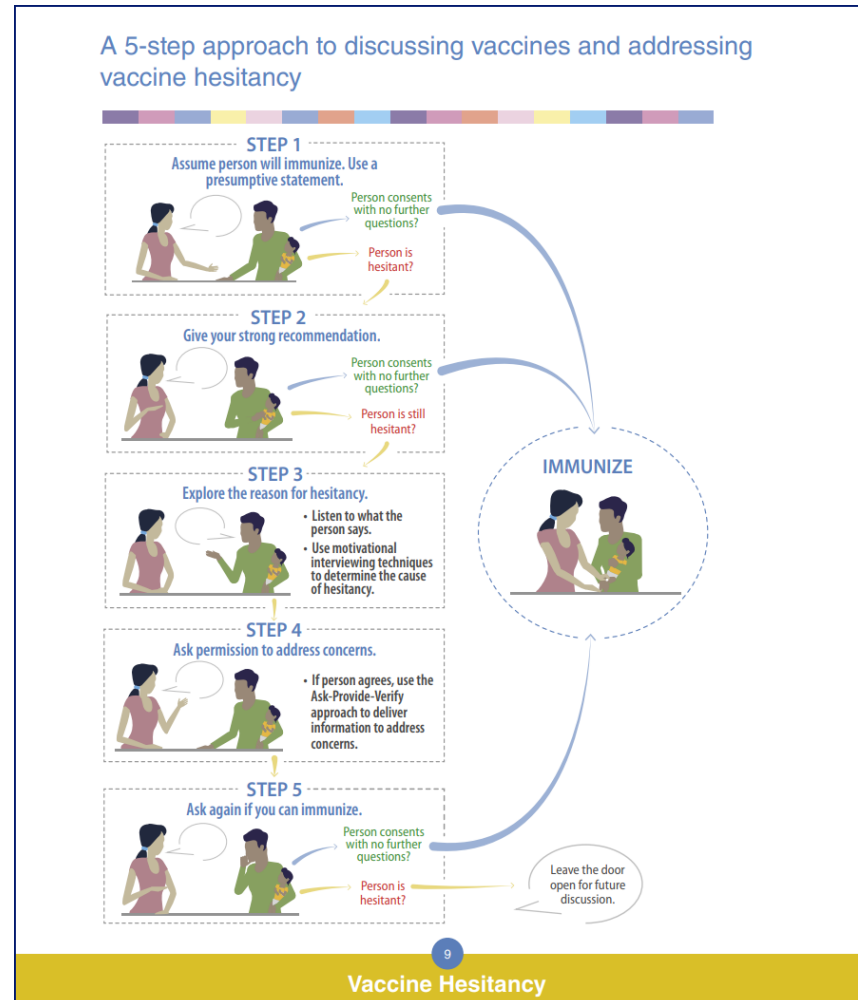 A 5-step approach to discussing vaccines and addressing
vaccine hesitancy
STEP 1
Assume person will immunize. Use a
presumptive statement.
Person consents
with no further
questions?
Person is
hesitant?
STEP 2
Give your strong recommendation.
Person consents
with no further
questions?
Person is still
hesitant?
STEP 3
Explore the reason for hesitancy.
• Listen to what the
person says.
• Use motivational
interviewing techniques
to determine the cause
of hesitancy.
STEP 4
Ask permission to address concerns.
• If person agrees, use the
Ask-Provide-Verify
approach to deliver
information to address
concerns.
STEP 5
Ask again if you can immunize.
Person consents
with no further
questions?
Person is
hesitant?
IMMUNIZE
Leave the door
open for future
discussion.
9
Vaccine Hesitancy